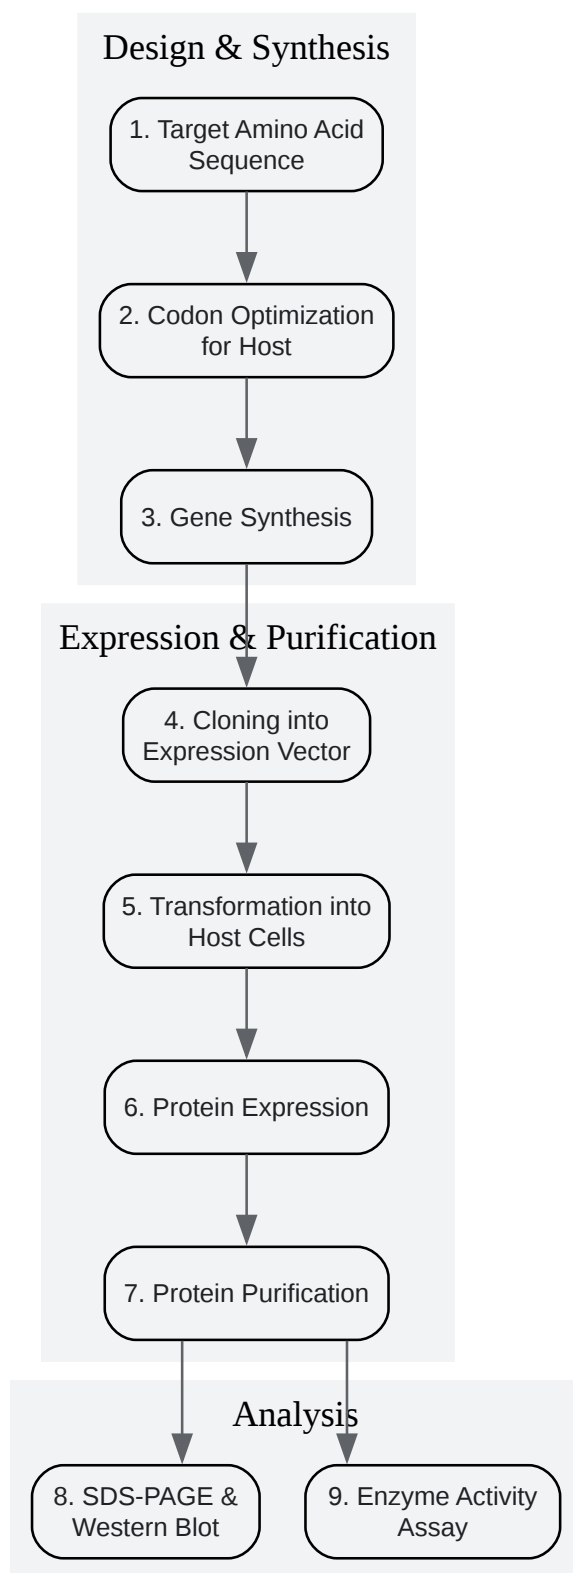 Design & Synthesis
1. Target Amino Acid
Sequence
2. Codon Optimization
for Host
3. Gene Synthesis
Expression & Purification
4. Cloning into
Expression Vector
5. Transformation into
Host Cells
6. Protein Expression
7. Protein Purification
Analysis
8. SDS-PAGE &
Western Blot
9. Enzyme Activity
Assay